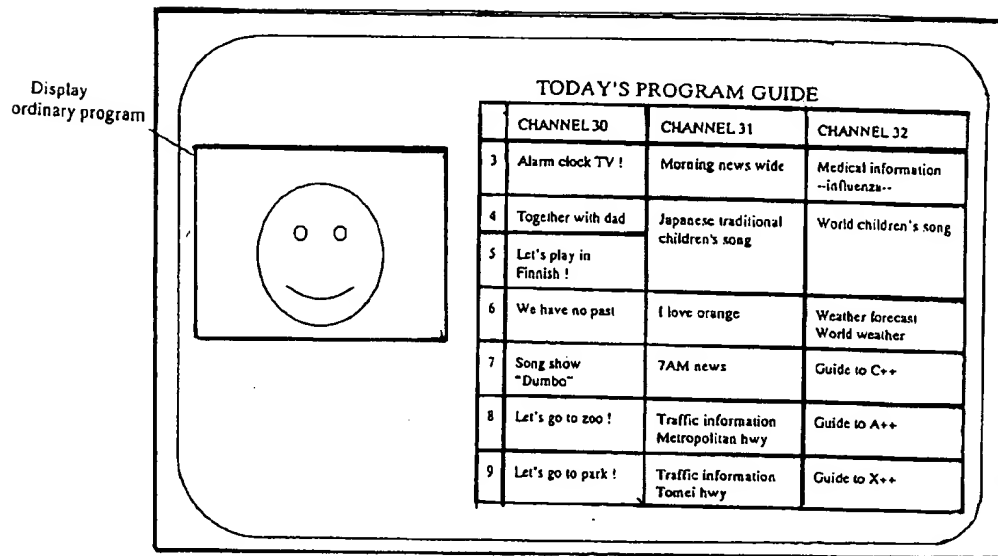 Display
ordinary program
TODAY'S PROGRAM GUIDE
CHANNEL 30 CHANNEL 31 CHANNEL 32
3 Alarm clock TV ! Morning news wide Medical information
--influenza--
4 Together with dad Japanese traditional World children's song
children's song
5 Let's play in
Finnish !
6 We have no past I love orange Weather forecast
World weather
7 Song show 7AM news Guide to C++
"Dumbo"
8 Let's go to zoo ! Traffic information Guide to A++
Metropolitan hwy
9 Let's go to park ! Traffic information Guide to X++
Tomei hwy